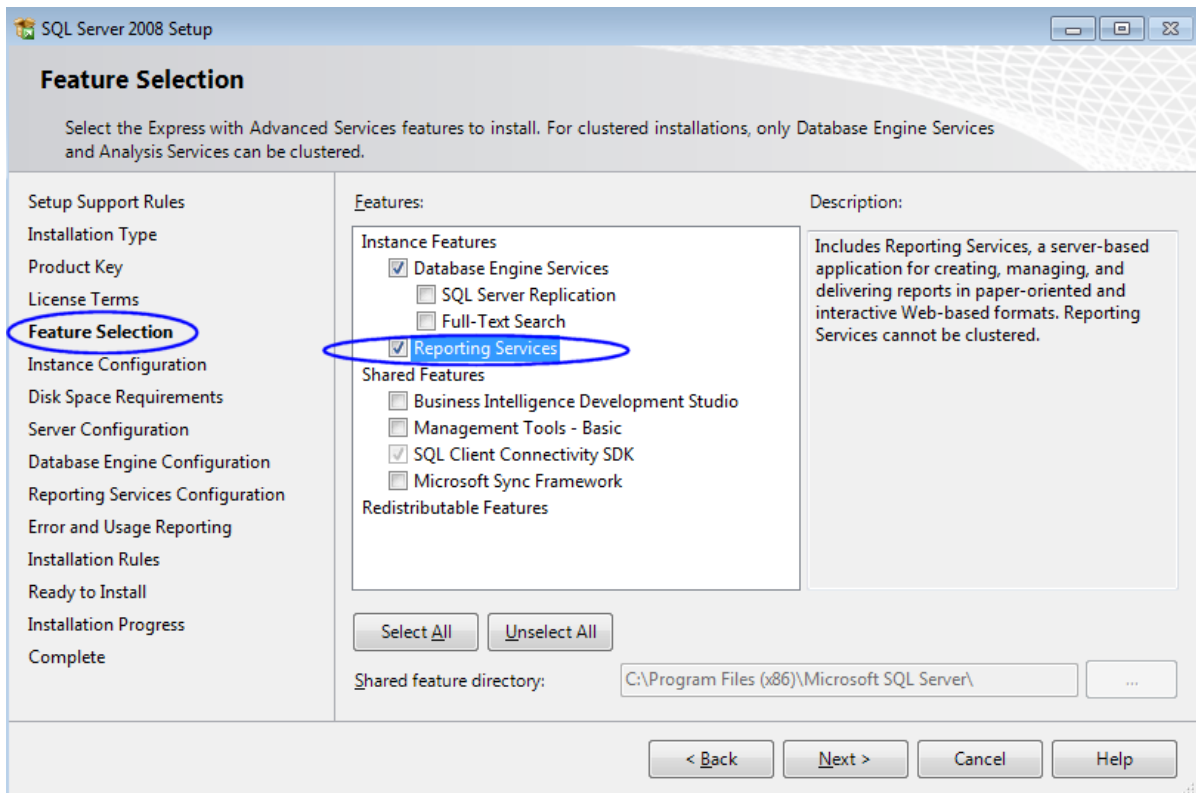 SQL Server 2008 Setup
Feature Selection
Select the Express with Advanced Services features to install. For clustered installations, only Database Engine Services
and Analysis Services can be clustered.
Setup Support Rules
Installation Type
Product Key
License Terms
Feature Selection
Instance Configuration
Disk Space Requirements
Server Configuration
Database Engine Configuration
Reporting Services Configuration
Error and Usage Reporting
Installation Rules
Ready to Install
Installation Progress
Complete
Features:
Instance Features
Database Engine Services
SQL Server Replication
Full-Text Search
Reporting Services
Shared Features
Business Intelligence Development Studio
Management Tools - Basic
SQL Client Connectivity SDK
Microsoft Sync Framework
Redistributable Features
Description:
Includes Reporting Services, a server-based
application for creating, managing, and
delivering reports in paper-oriented and
interactive Web-based formats. Reporting
Services cannot be clustered.
Select All
Unselect All
Shared feature directory:
C:\Program Files (x86)\Microsoft SQL Server\
...
< Back
Next >
Cancel
Help